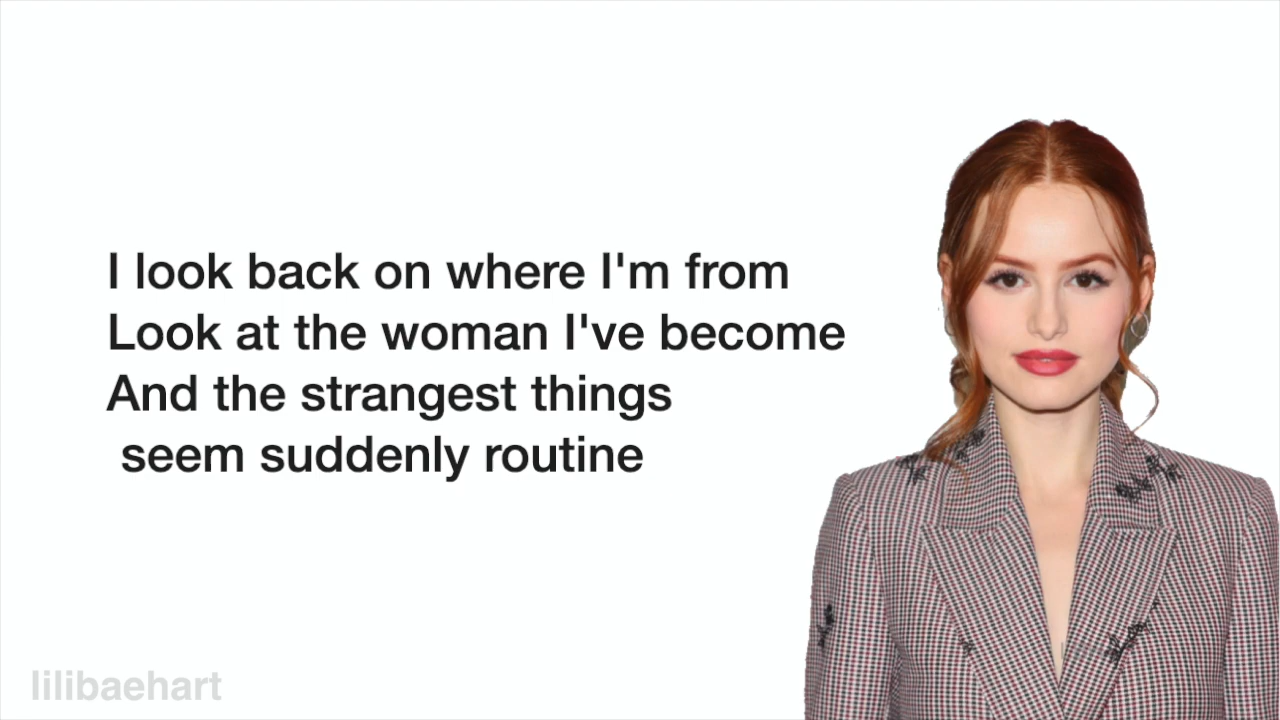 I look back on where I'm from
Look at the woman I've become
And the strangest things
seem suddenly routine
lilibaehart